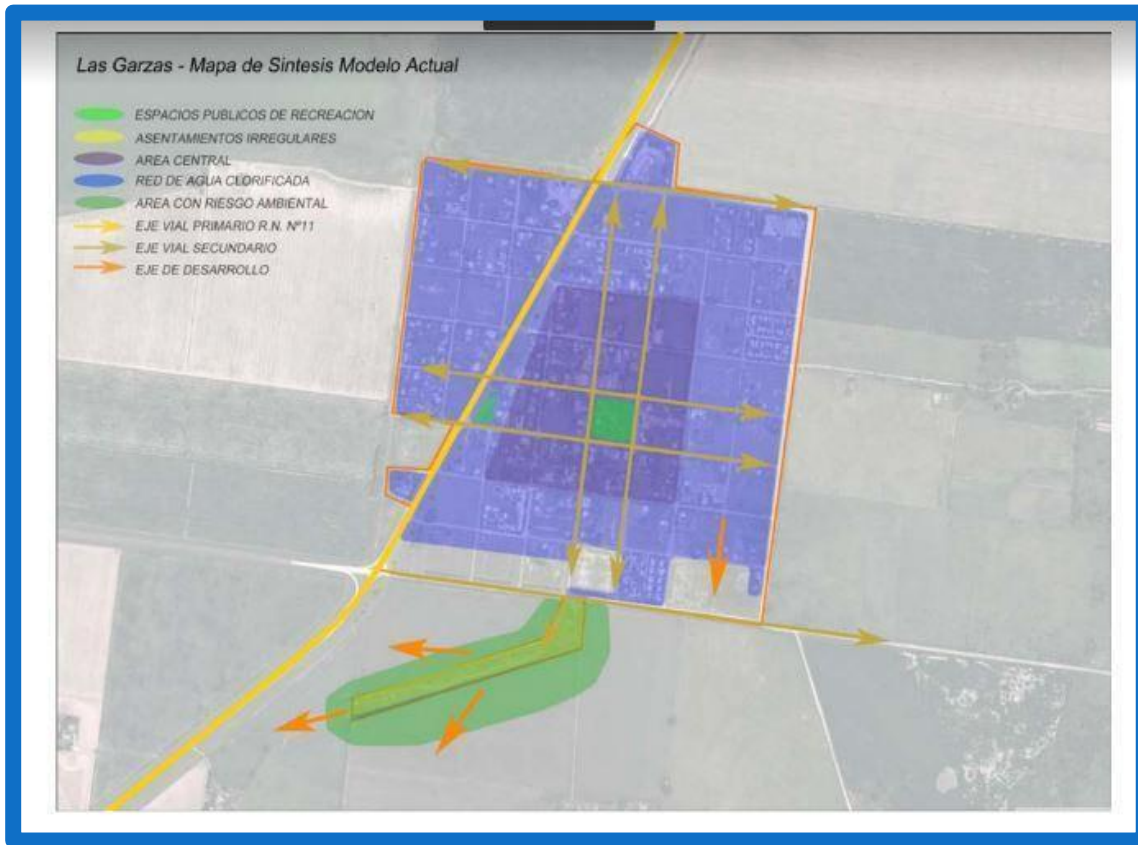 Las Garzas - Mapa de Sintesis Modelo Actual
ESPACIOS PUBLICOS DE RECREACION
ASENTAMIENTOS IRREGULARES
AREA CENTRAL
RED DE AGUA CLORIFICADA
AREA CON RIESGO AMBIENTAL
EJE VIAL PRIMARIO R.N. Nº11
EJE VIAL SECUNDARIO
EJE DE DESARROLLO